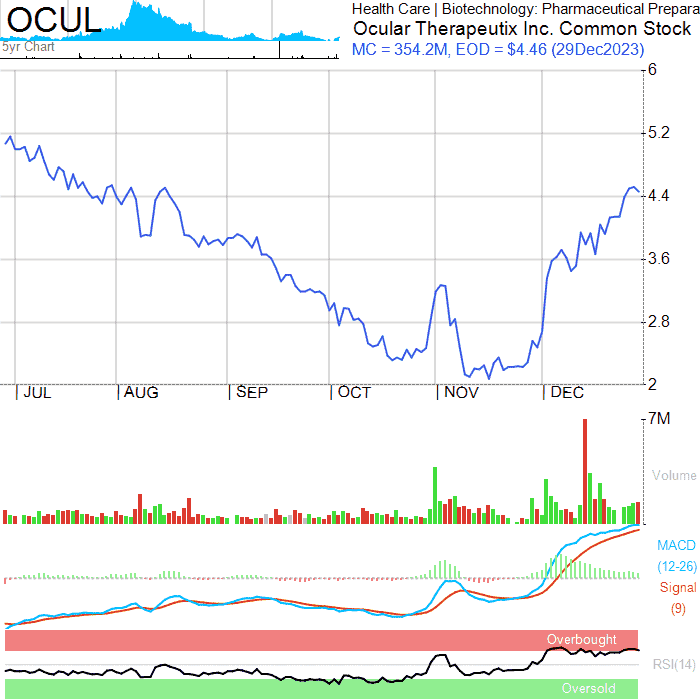 OCUL
5yr Chart
Health Care | Biotechnology: Pharmaceutical Prepara
Ocular Therapeutix Inc. Common Stock
MC = 354.2M, EOD = $4.46 (29Dec2023)
6
5.2
4.4
3.6
2.8
2
JUL
AUG
SEP
OCT
NOV
DEC
7M
Volume
MACD
(12-26)
Signal
(9)
Overbought
RSI(14)
Oversold